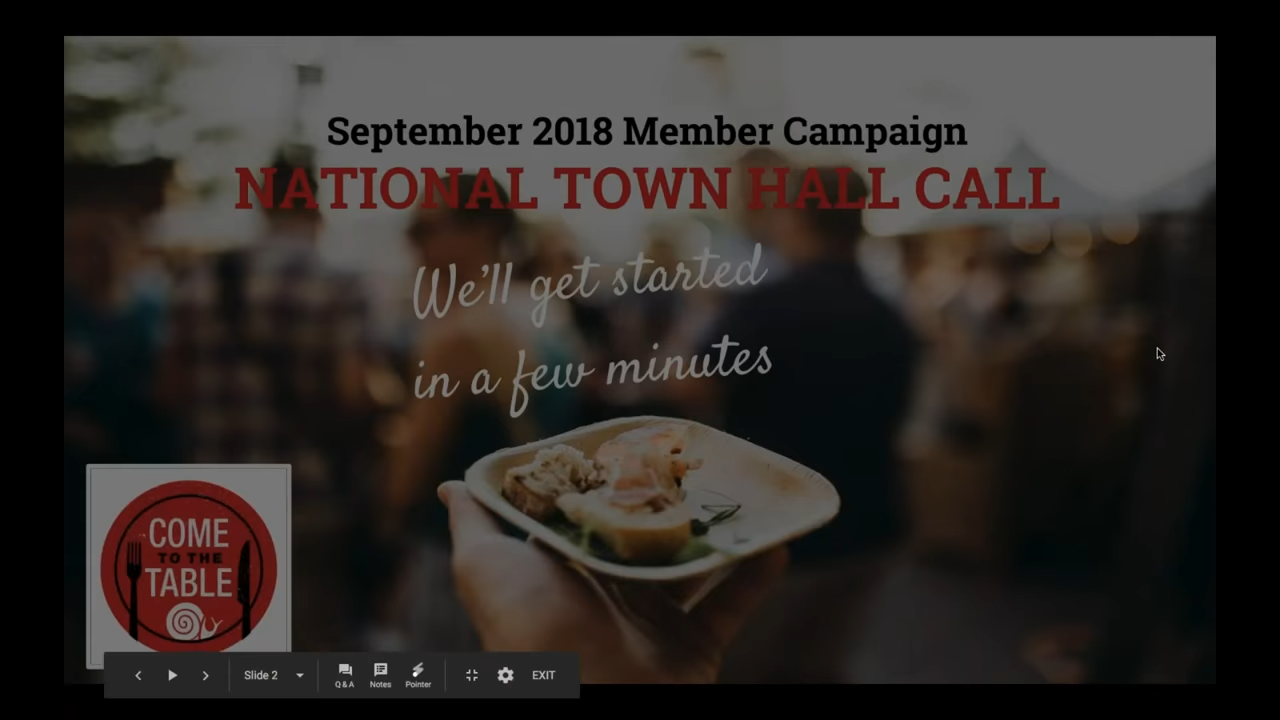 September 2018 Member Campaign
NATIONAL TOWN HALL CALL
We'll get started
in a few minutes
COME
TO THE
TABLE
Slide 2
Q&A
Notes
Pointer
EXIT